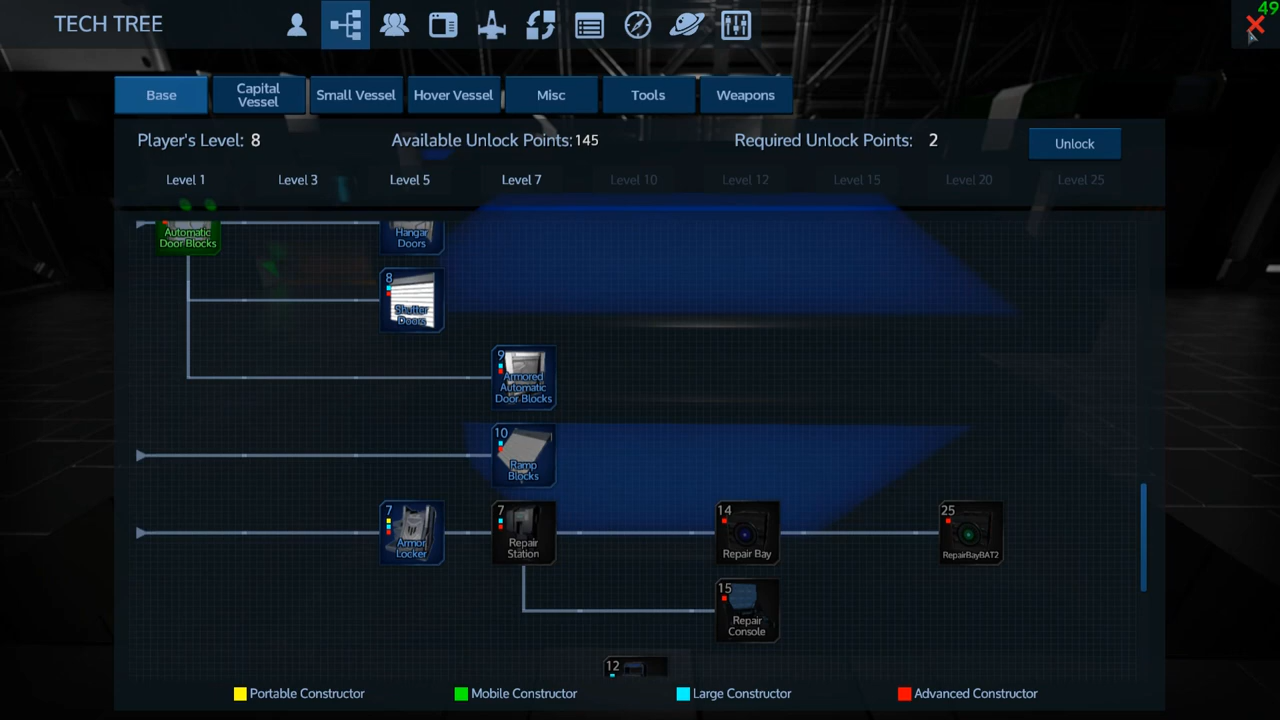 49
TECH TREE
Base
Capital
Vessel
Small Vessel
Hover Vessel
Misc
Tools
Weapons
Player's Level: 8
Available Unlock Points: 145
Required Unlock Points: 2
Unlock
Level 1
Level 3
Level 5
Level 7
Level 10
Level 12
Level 15
Level 20
Level 25
Automatic
Door Blocks
Hangar
Doors
8
Shutter
Doors
9
Armored
Automatic
Door Blocks
10
Ramp
Blocks
7
Armor
Locker
7
Repair
Station
14
Repair Bay
25
RepairBayBAT2
15
Repair
Console
12
Portable Constructor
Mobile Constructor
Large Constructor
Advanced Constructor